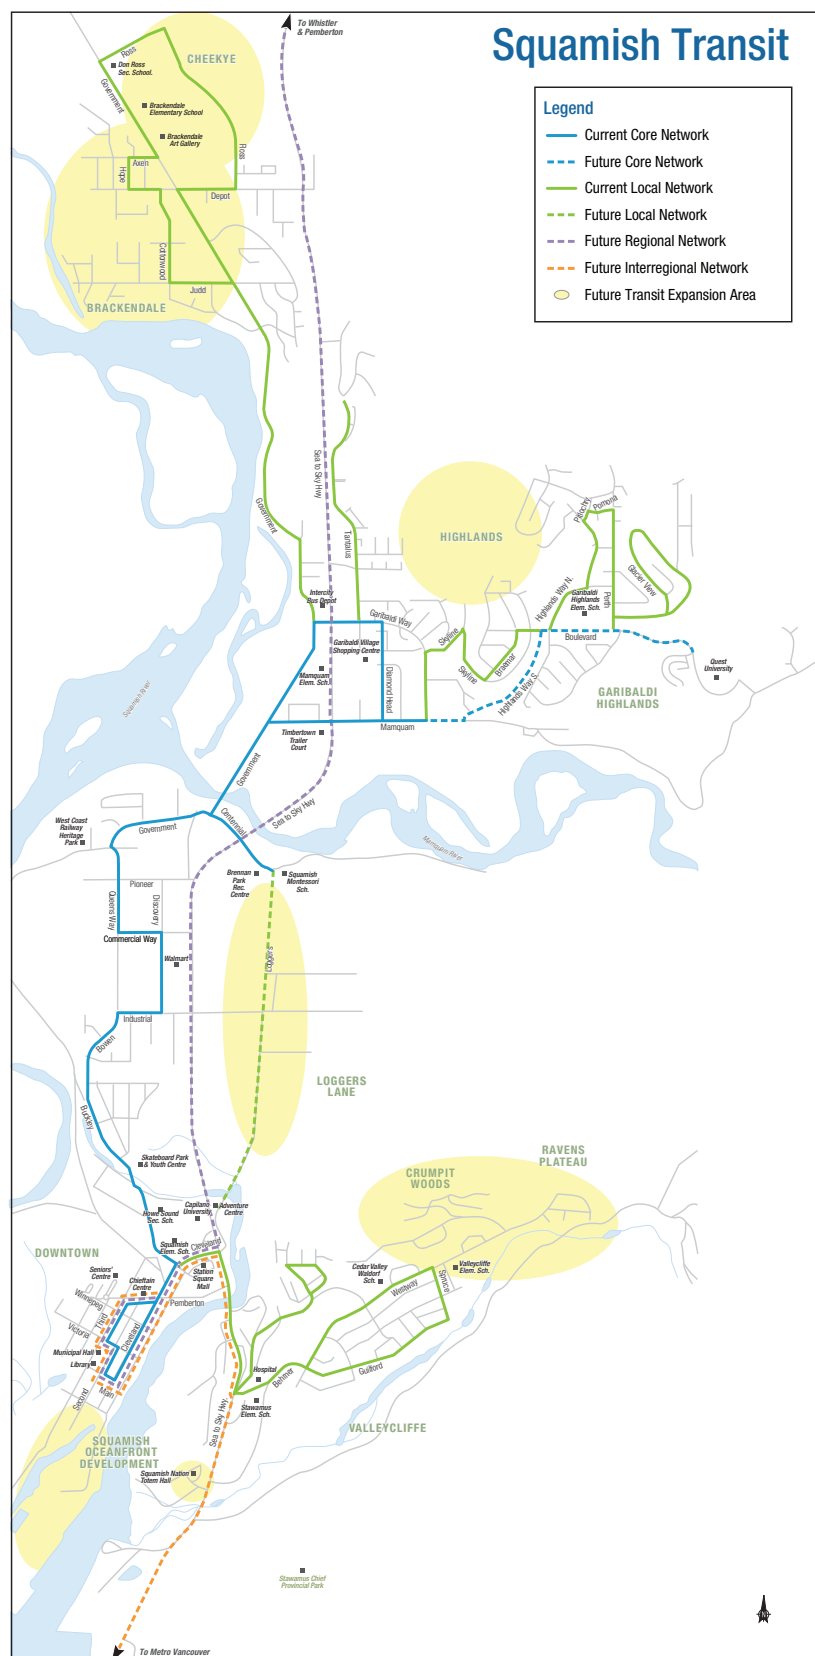 To Whistler
& Pemberton
Squamish Transit
Legend
Current Core Network
Future Core Network
Current Local Network
Future Local Network
Future Regional Network
Future Interregional Network
Future Transit Expansion Area
CHEEKYE
Ross
Don Ross
Sec. School.
Government
Brackendale
Elementary School
Brackendale
Art Gallery
Ross
Axen
Hope
Depot
Cottonwood
Judd
BRACKENDALE
Sea to Sky Hwy
Government
Tantalus
HIGHLANDS
Pitlochry
Pomona
Glacier View
Perth
Highlands Way N.
Garibaldi
Highlands
Elem. Sch.
Boulevard
Intercity
Bus Depot
Garibaldi Way
Garibaldi Village
Shopping Centre
Skyline
Skyline
Braemar
Highlands Way S.
Quest
University
GARIBALDI
HIGHLANDS
Mamquam
Elem. Sch.
Diamond Head
Squamish River
Timbertown
Trailer
Court
Mamquam
Government
Sea to Sky Hwy
Centennial
Mamquam River
West Coast
Railway
Heritage
Park
Government
Brennan
Park
Rec.
Centre
Squamish
Montessori
Sch.
Pioneer
Queens Way
Discovery
Commercial Way
Walmart
Coopers
Industrial
Bowen
Buckley
LOGGERS
LANE
Skateboard Park
& Youth Centre
RAVENS
PLATEAU
CRUMPIT
WOODS
Howe Sound
Sec. Sch.
Capilano
University
Adventure
Centre
Squamish
Elem. Sch.
Cleveland
DOWNTOWN
Station
Square
Mall
Seniors'
Centre
Chieftain
Centre
Cedar Valley
Waldorf
Sch.
Valleycliffe
Elem. Sch.
Westway
Spruce
Winnepeg
Pemberton
Third
Victoria
Cleveland
Municipal Hall
Library
Main
Second
Hospital
Behrner
Guilford
Stawamus
Elem. Sch.
Sea to Sky Hwy.
VALLEYCLIFFE
SQUAMISH
OCEANFRONT
DEVELOPMENT
Squamish Nation
Totem Hall
Stawamus Chief
Provincial Park
To Metro Vancouver
N